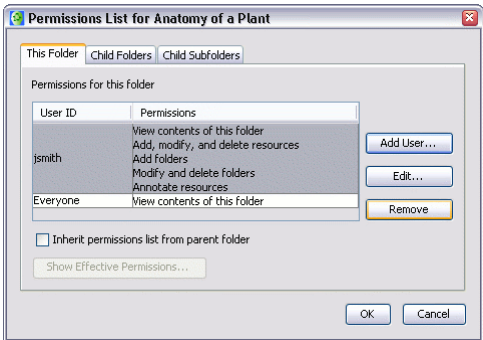 Permissions List for Anatomy of a Plant
This Folder Child Folders Child Subfolders
Permissions for this folder
User ID Permissions
jsmith
View contents of this folder
Add, modify, and delete resources
Add folders
Modify and delete folders
Annotate resources
Everyone View contents of this folder
Add User...
Edit...
Remove
Inherit permissions list from parent folder
Show Effective Permissions...
OK Cancel